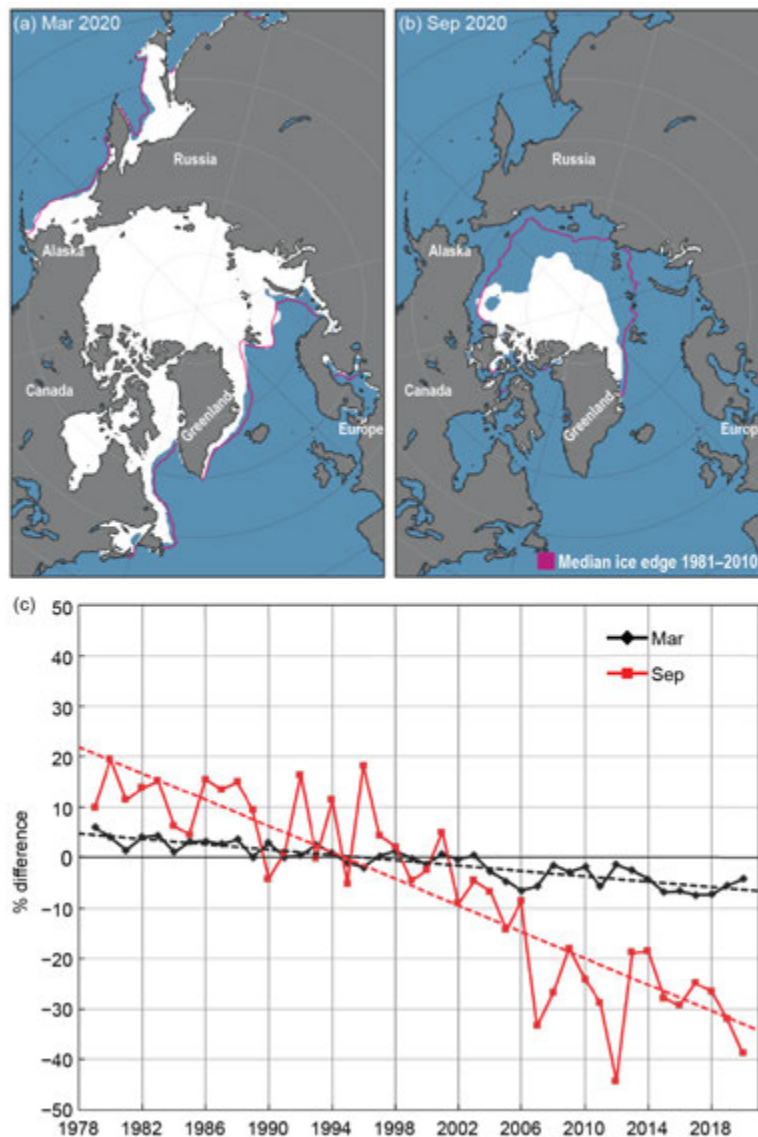 (a) Mar 2020
Russia
Alaska
Canada
Greenland
Europe
(b) Sep 2020
Russia
Alaska
Canada
Greenland
Europe
Median ice edge 1981–2010
(c)
50
40
30
20
10
0
−10
−20
−30
−40
−50
% difference
Mar
Sep
1978 1982 1986 1990 1994 1998 2002 2006 2010 2014 2018